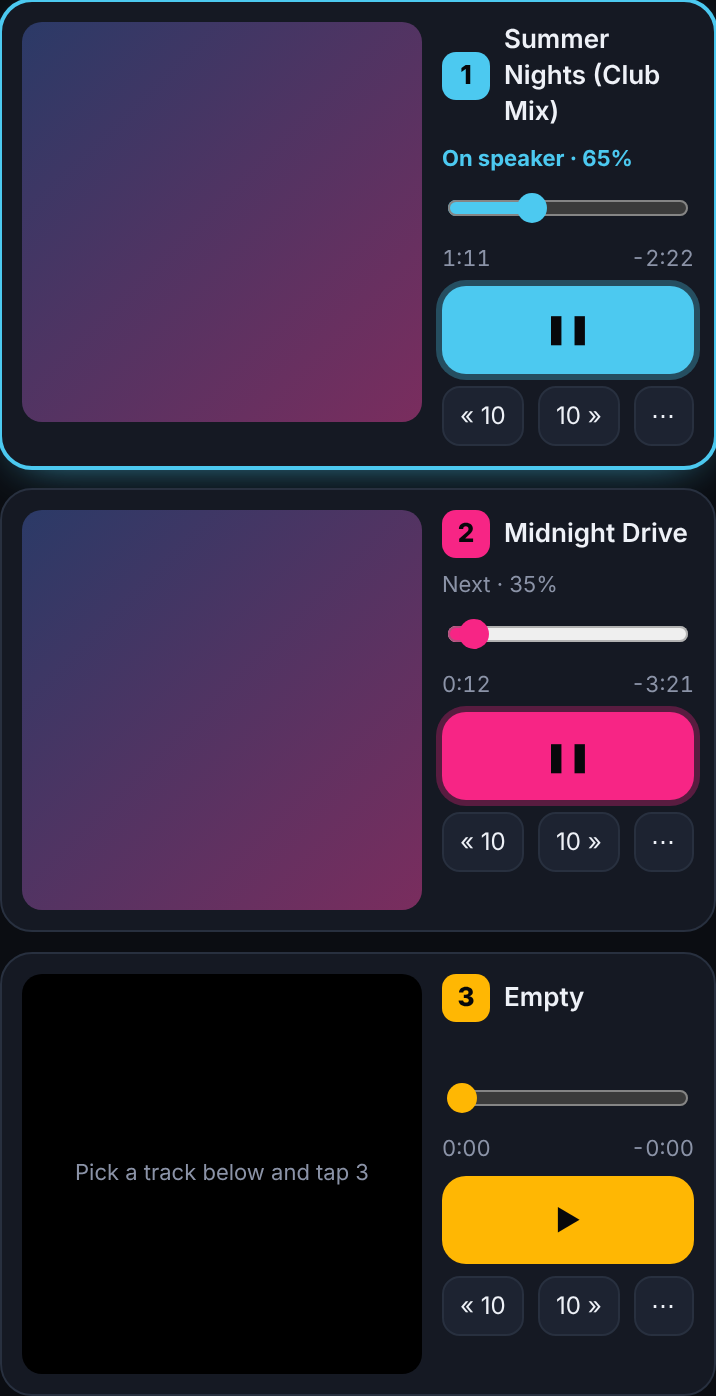 1
Summer
Nights (Club
Mix)
On speaker · 65%
1:11 -2:22
« 10 10 » ···
2 Midnight Drive
Next · 35%
0:12 -3:21
« 10 10 » ···
3 Empty
Pick a track below and tap 3
0:00 -0:00
« 10 10 » ···